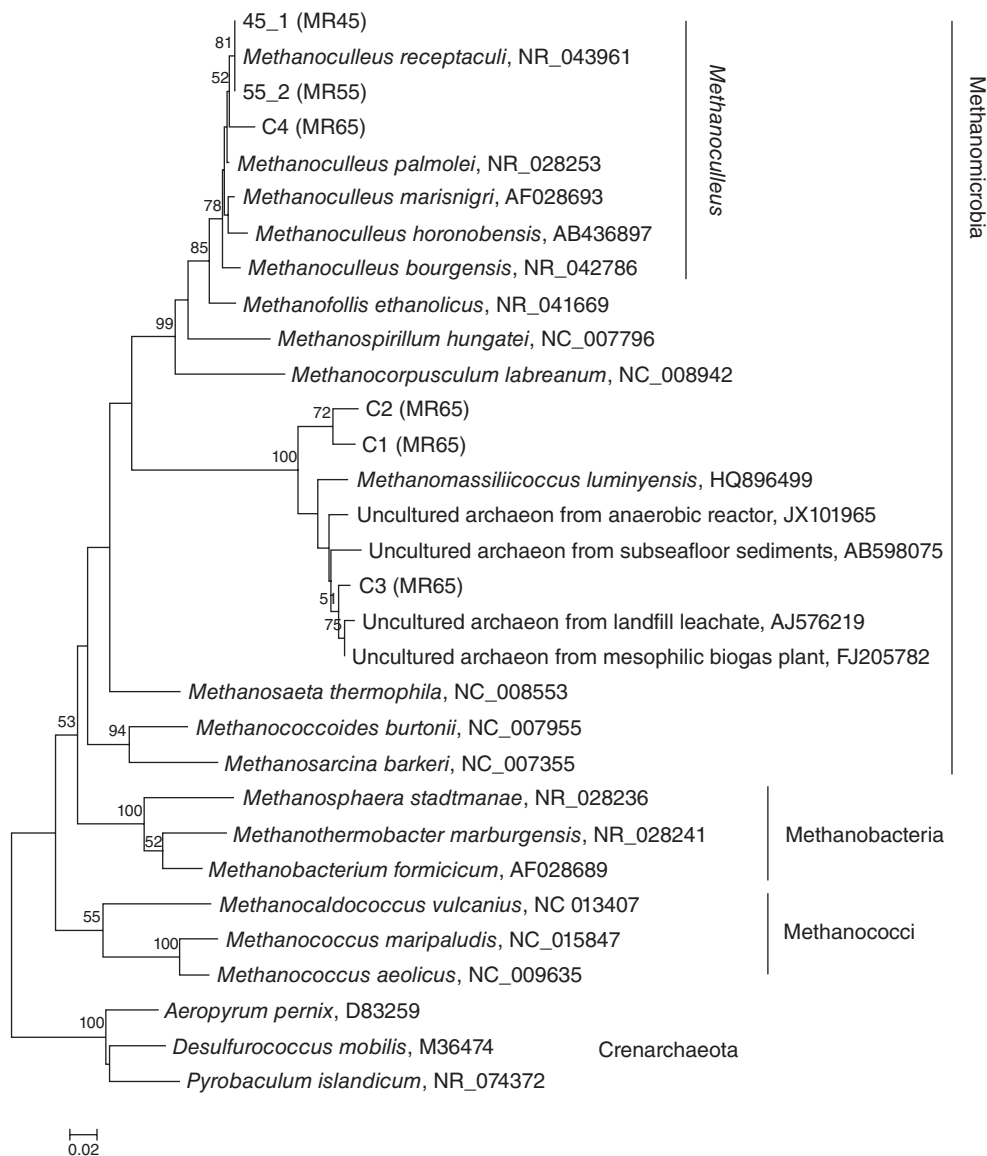 45_1 (MR45)
81
Methanoculleus receptaculi, NR_043961
52
55_2 (MR55)
C4 (MR65)
Methanoculleus palmolei, NR_028253
Methanoculleus marisnigri, AF028693
78
Methanoculleus horonobensis, AB436897
85
Methanoculleus bourgensis, NR_042786
Methanoculleus
Methanomicrobia
Methanofollis ethanolicus, NR_041669
99
Methanospirillum hungatei, NC_007796
Methanocorpusculum labreanum, NC_008942
72
C2 (MR65)
C1 (MR65)
100
Methanomassiliicoccus luminyensis, HQ896499
Uncultured archaeon from anaerobic reactor, JX101965
Uncultured archaeon from subseafloor sediments, AB598075
C3 (MR65)
51
Uncultured archaeon from landfill leachate, AJ576219
75
Uncultured archaeon from mesophilic biogas plant, FJ205782
Methanosaeta thermophila, NC_008553
53
94
Methanococcoides burtonii, NC_007955
Methanosarcina barkeri, NC_007355
Methanosphaera stadtmanae, NR_028236
100
Methanothermobacter marburgensis, NR_028241
Methanobacteria
52
Methanobacterium formicicum, AF028689
Methanocaldococcus vulcanius, NC 013407
55
Methanococci
100
Methanococcus maripaludis, NC_015847
Methanococcus aeolicus, NC_009635
Aeropyrum pernix, D83259
100
Desulfurococcus mobilis, M36474
Crenarchaeota
Pyrobaculum islandicum, NR_074372
0.02